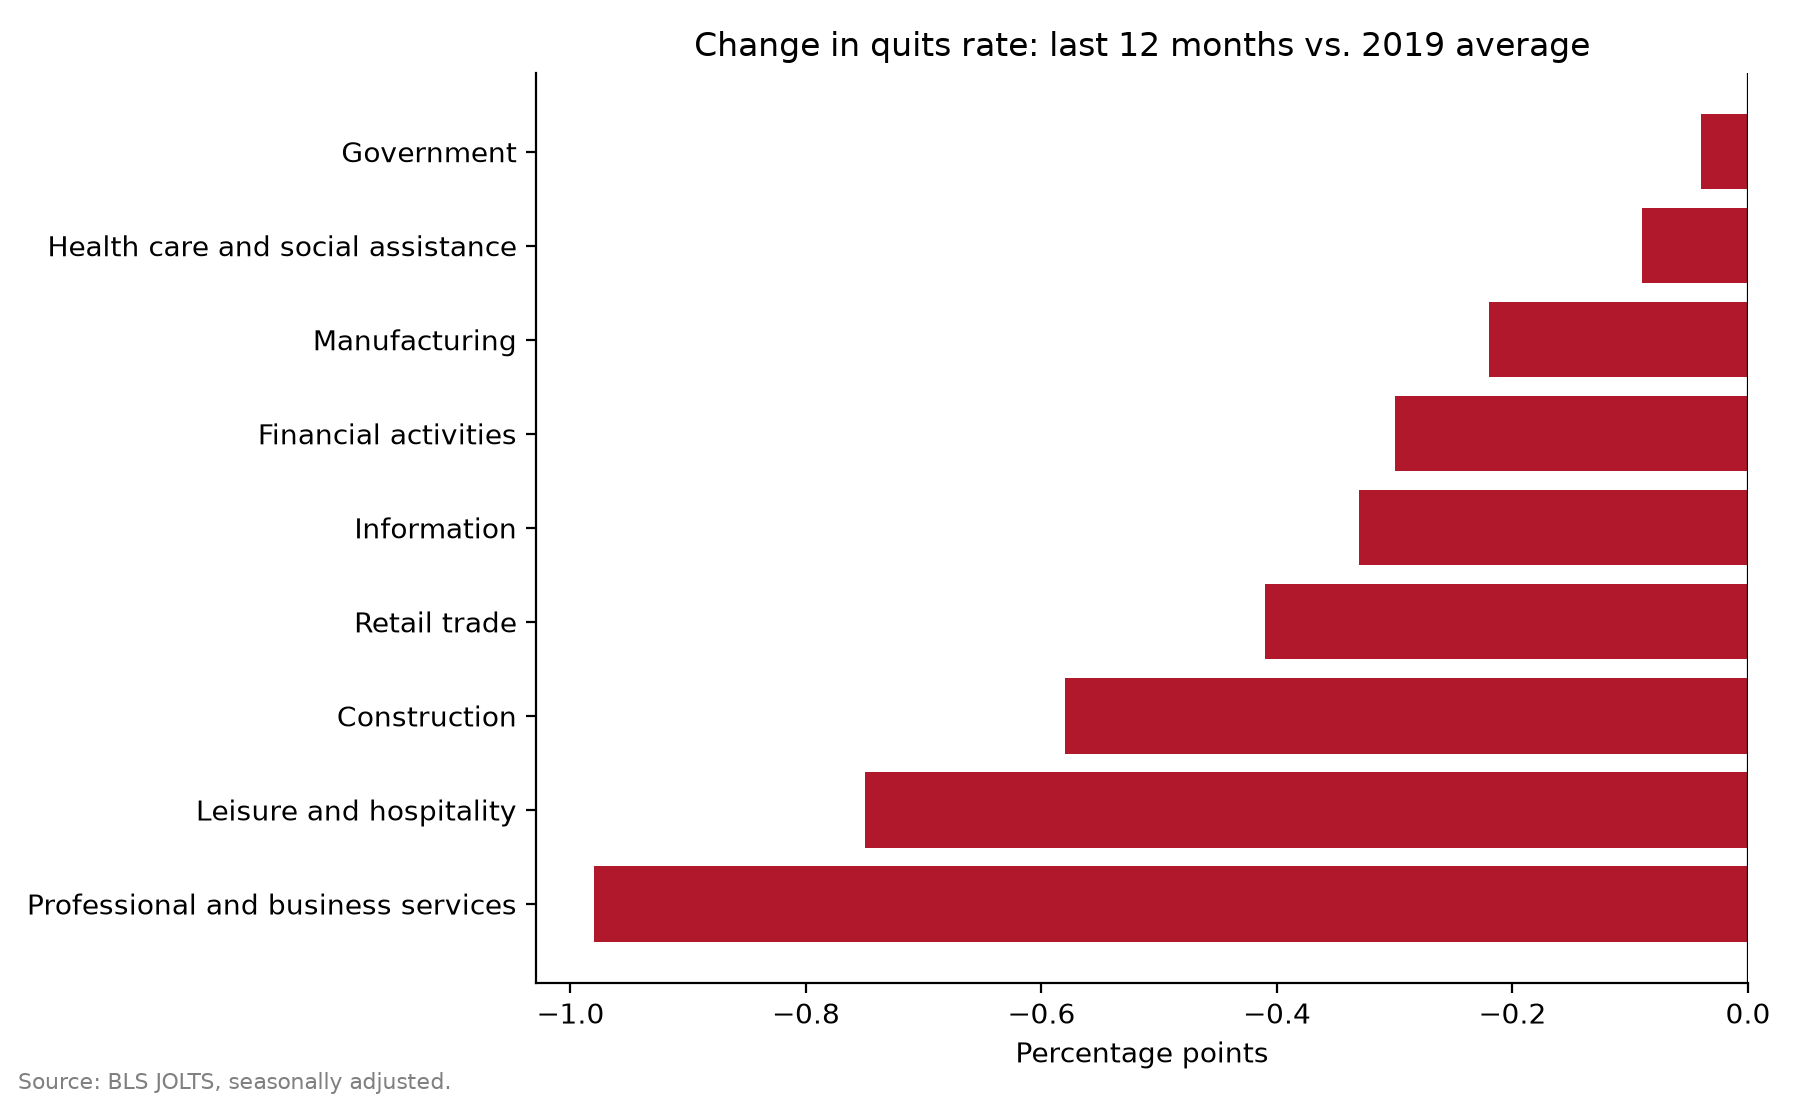 Change in quits rate: last 12 months vs. 2019 average
Government
Health care and social assistance
Manufacturing
Financial activities
Information
Retail trade
Construction
Leisure and hospitality
Professional and business services
−1.0 −0.8 −0.6 −0.4 −0.2 0.0
Percentage points
Source: BLS JOLTS, seasonally adjusted.